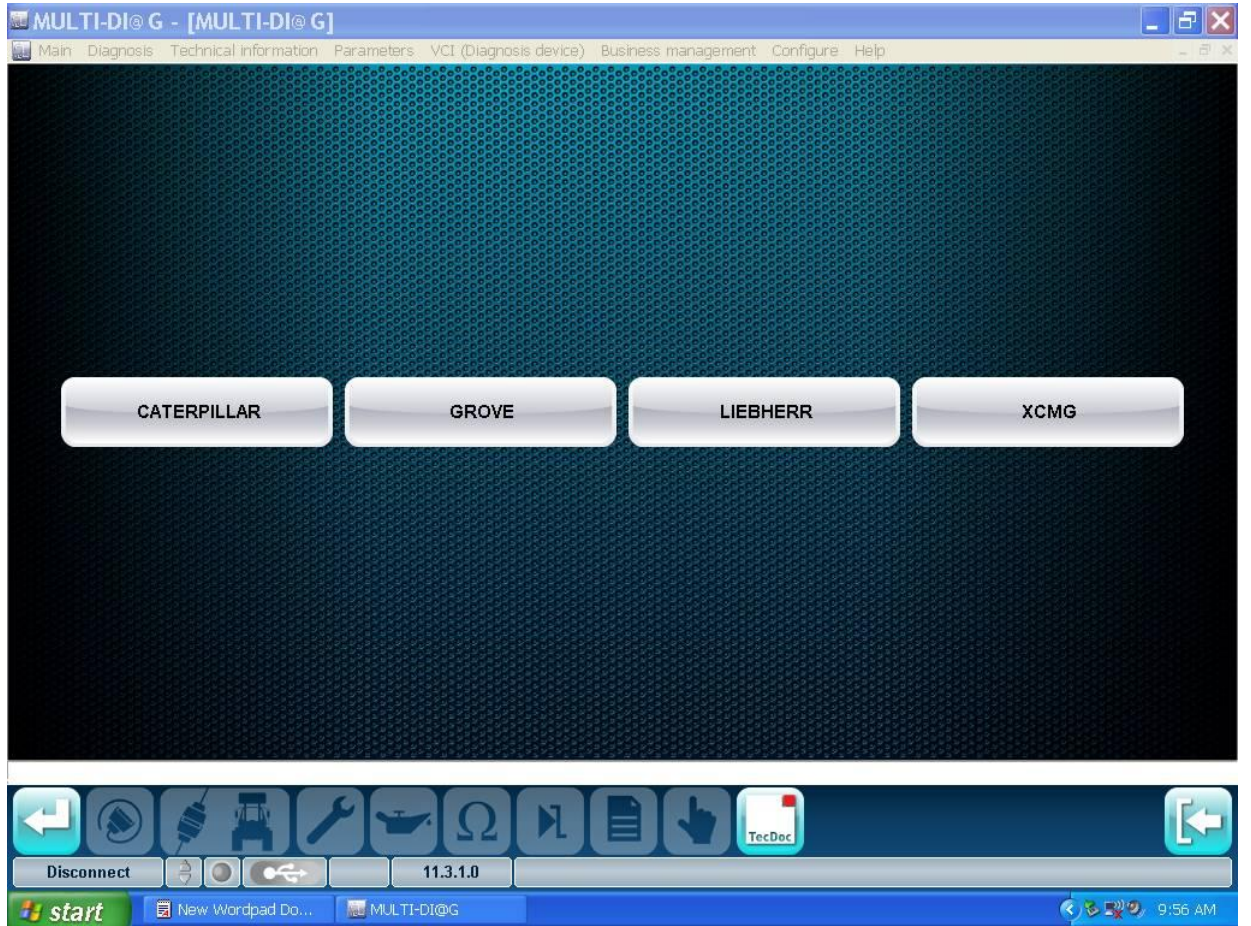 MULTI-DI@G - [MULTI-DI@G]
Main Diagnosis Technical information Parameters VCI (Diagnosis device) Business management Configure Help
CATERPILLAR GROVE LIEBHERR XCMG
Ω TecDoc
Disconnect 11.3.1.0
start New Wordpad Do... MULTI-DI@G 9:56 AM